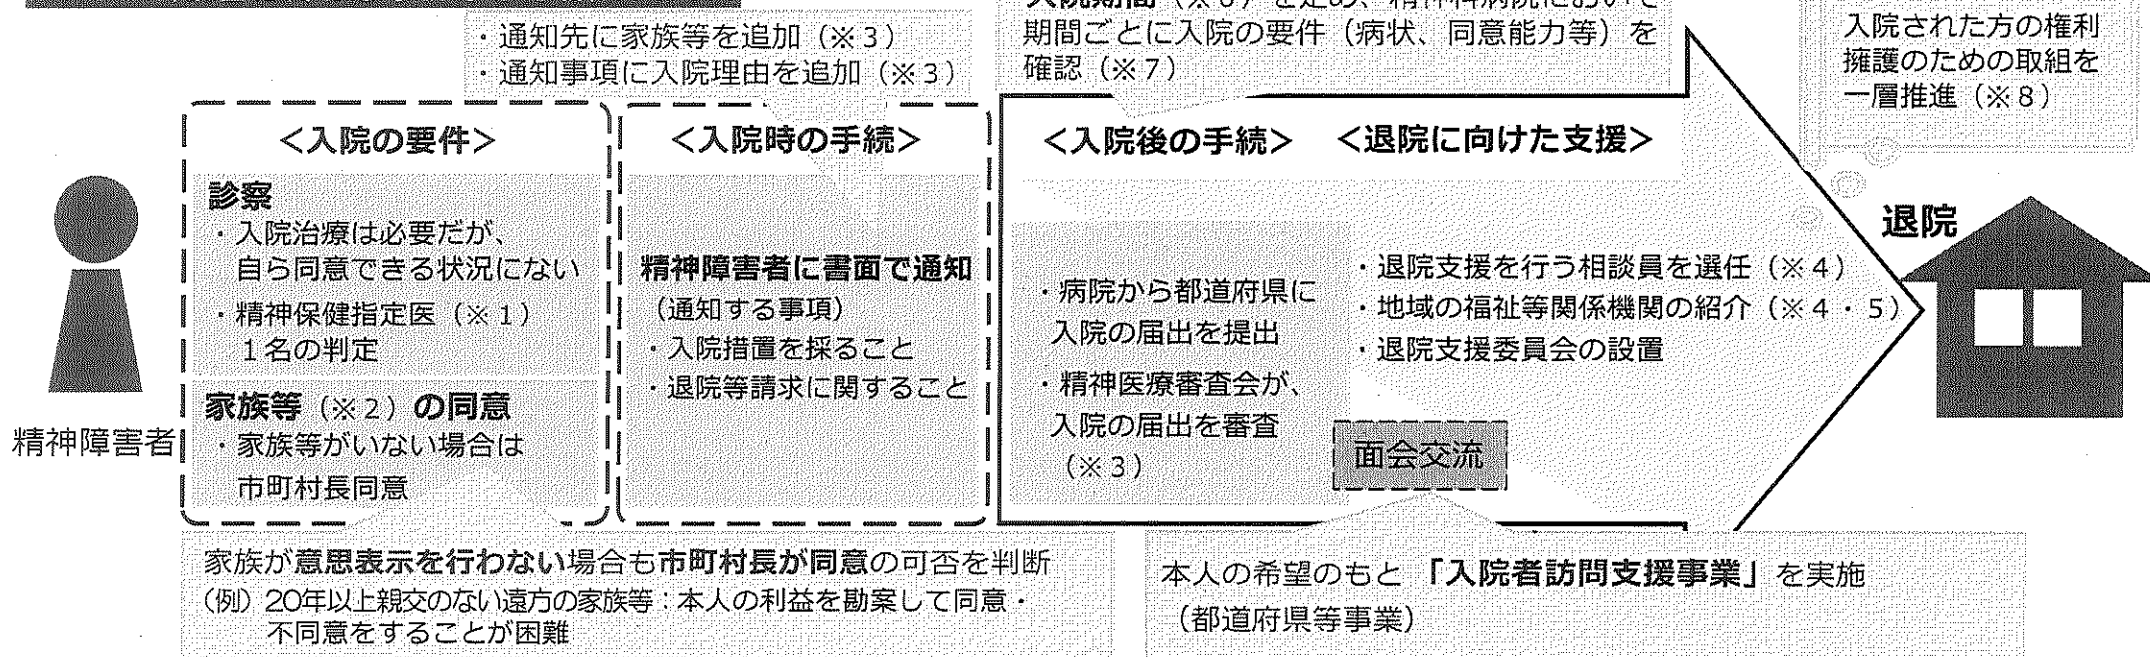 ・通知先に家族等を追加（※３）
・通知事項に入院理由を追加（※３）
入院期間（※６）を定め、精神科病院において
期間ごとに入院の要件（病状、同意能力等）を
確認（※７）
入院された方の権利
擁護のための取組を
一層推進（※８）
＜入院の要件＞
診察
・入院治療は必要だが、
自ら同意できる状況にない
・精神保健指定医（※１）
１名の判定
家族等（※２）の同意
・家族等がいない場合は
市町村長同意
精神障害者
＜入院時の手続＞
精神障害者に書面で通知
（通知する事項）
・入院措置を採ること
・退院等請求に関すること
＜入院後の手続＞
・病院から都道府県に
入院の届出を提出
・精神医療審査会が、
入院の届出を審査
（※３）
＜退院に向けた支援＞
・退院支援を行う相談員を選任（※４）
・地域の福祉等関係機関の紹介（※４・５）
・退院支援委員会の設置
面会交流
退院
家族が意思表示を行わない場合も市町村長が同意の可否を判断
（例）20年以上親交のない遠方の家族等：本人の利益を勘案して同意・
不同意をすることが困難
本人の希望のもと「入院者訪問支援事業」を実施
（都道府県等事業）